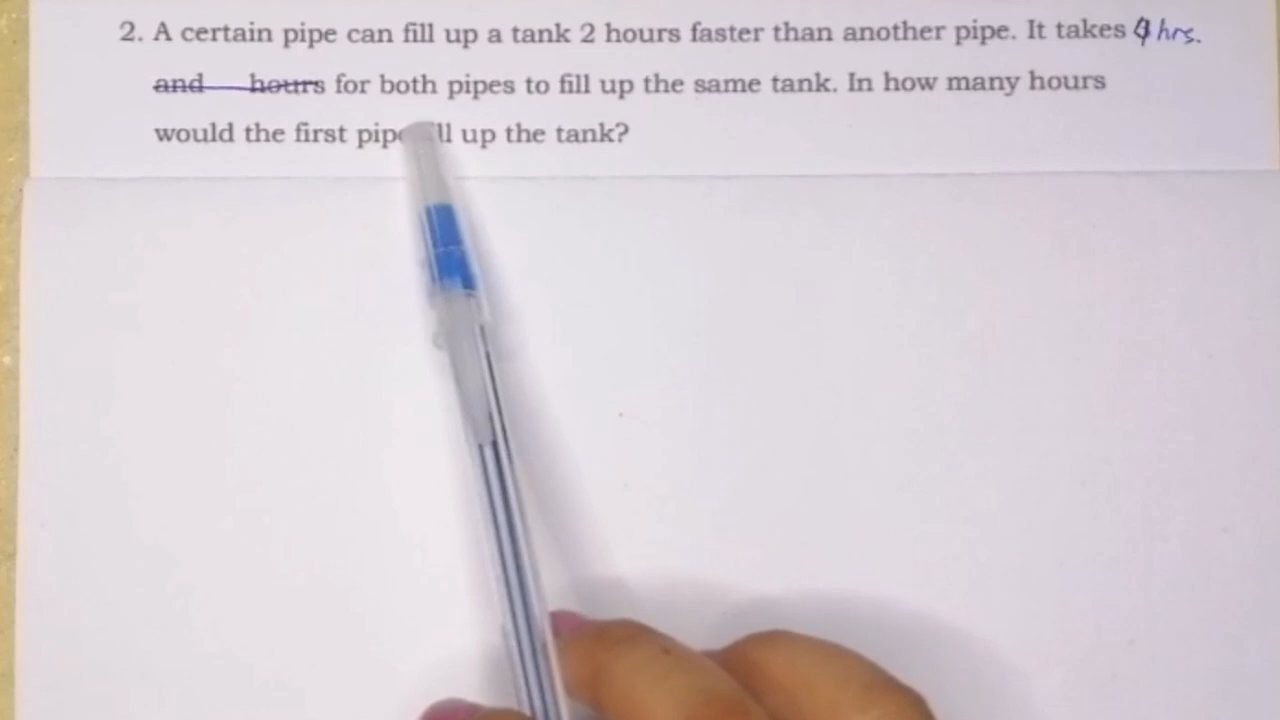 2. A certain pipe can fill up a tank 2 hours faster than another pipe. It takes 4 hrs.
and hours for both pipes to fill up the same tank. In how many hours
would the first pipe up the tank?